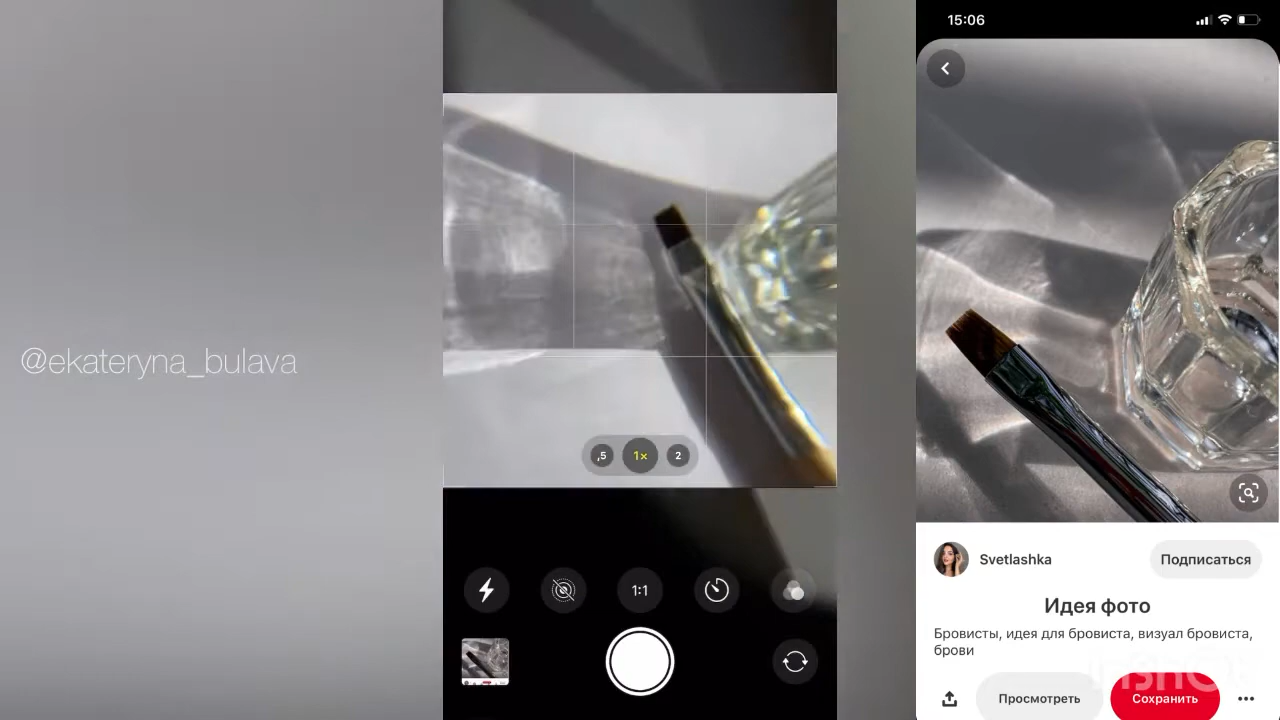 @ekateryna_bulava
,5
1×
2
1:1
15:06
Svetlashka
Подписаться
Идея фото
Бровисты, идея для бровиста, визуал бровиста,
брови
Просмотреть
Сохранить